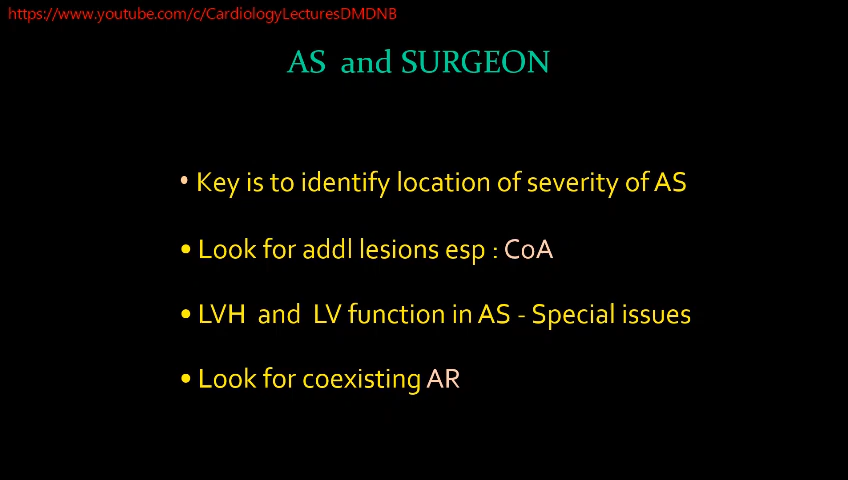 https://www.youtube.com/c/CardiologyLecturesDMDNB
AS and SURGEON
• Key is to identify location of severity of AS
• Look for addl lesions esp : CoA
• LVH and LV function in AS - Special issues
• Look for coexisting AR